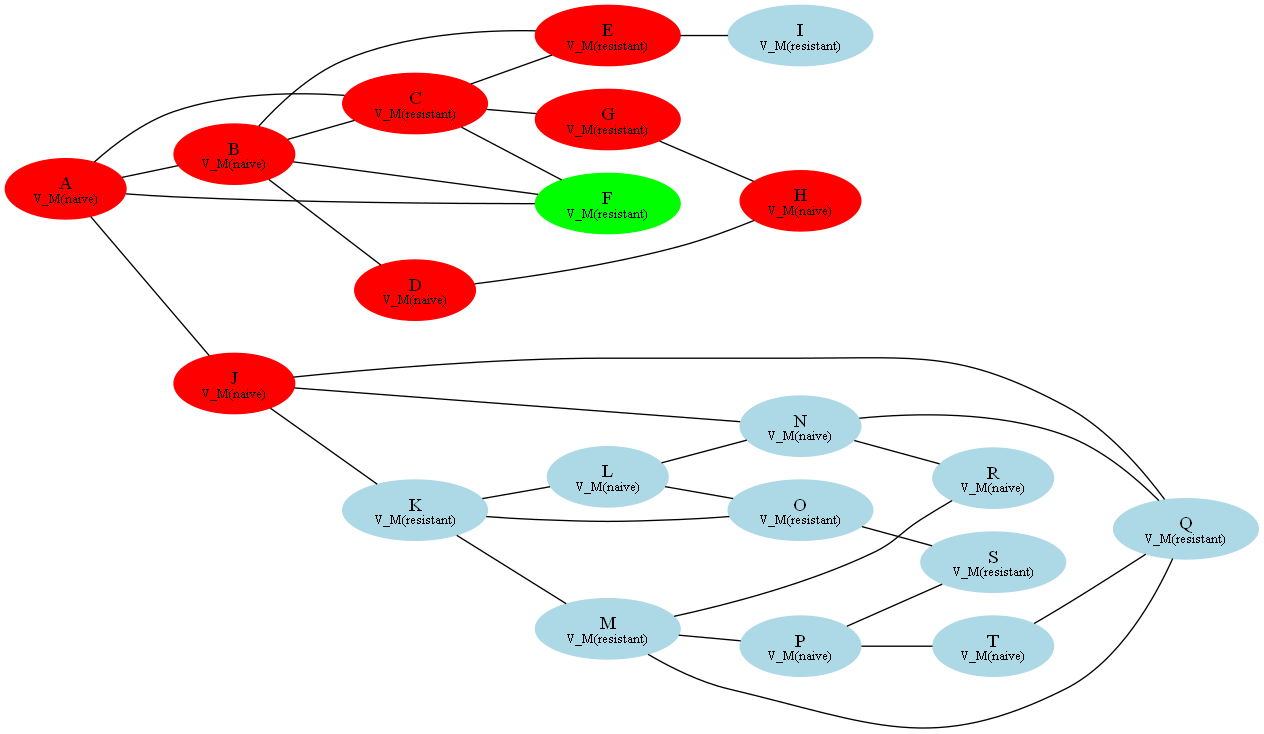 A
V_M(naive)
B
V_M(naive)
C
V_M(resistant)
D
V_M(naive)
E
V_M(resistant)
F
V_M(resistant)
G
V_M(resistant)
H
V_M(naive)
I
V_M(resistant)
J
V_M(naive)
K
V_M(resistant)
L
V_M(naive)
M
V_M(resistant)
N
V_M(naive)
O
V_M(resistant)
P
V_M(naive)
Q
V_M(resistant)
R
V_M(naive)
S
V_M(resistant)
T
V_M(naive)